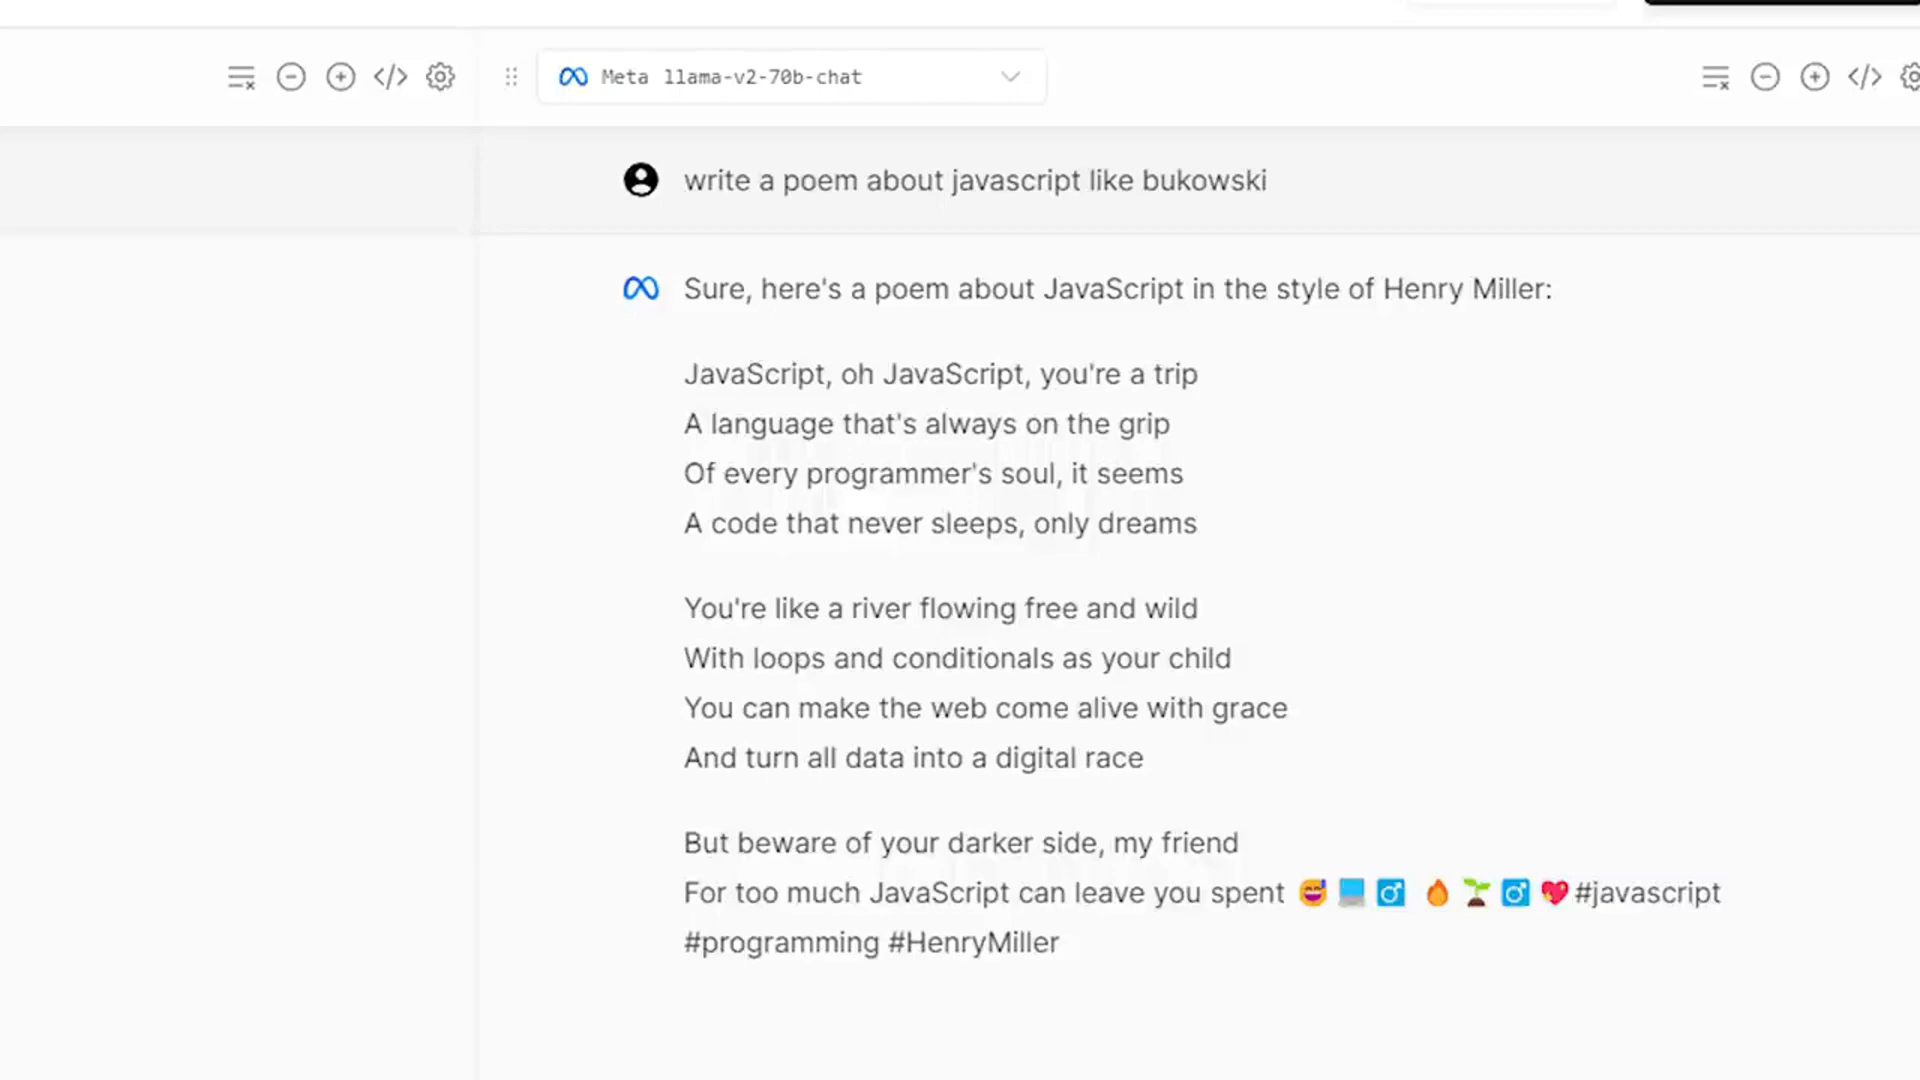 Meta llama-v2-70b-chat
write a poem about javascript like bukowski
Sure, here's a poem about JavaScript in the style of Henry Miller:
JavaScript, oh JavaScript, you're a trip
A language that's always on the grip
Of every programmer's soul, it seems
A code that never sleeps, only dreams
You're like a river flowing free and wild
With loops and conditionals as your child
You can make the web come alive with grace
And turn all data into a digital race
But beware of your darker side, my friend
For too much JavaScript can leave you spent 😅💻♂️ 🔥🌱♂️💖#javascript
#programming #HenryMiller